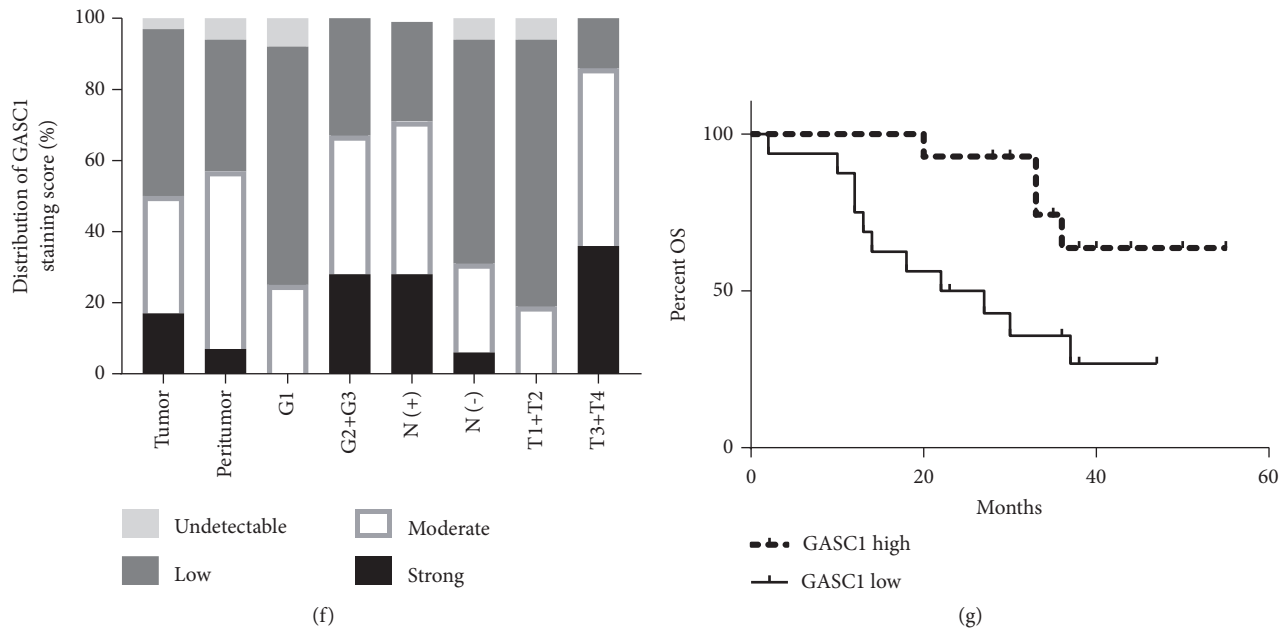 100
80
60
40
20
0
Distribution of GASC1
staining score (%)
Tumor
Peritumor
G1
G2+G3
N (+)
N (-)
T1+T2
T3+T4
Undetectable
Low
Moderate
Strong
(f)
100
50
0
Percent OS
0
20
40
60
Months
GASC1 high
GASC1 low
(g)